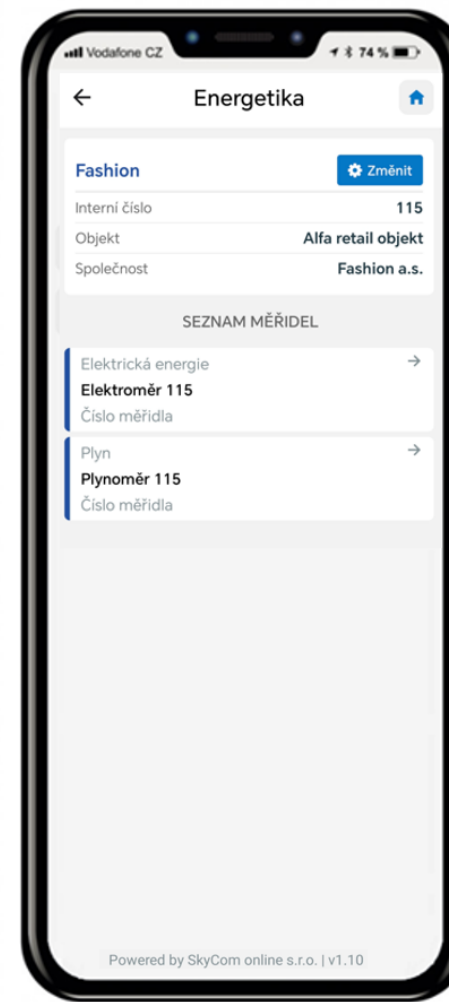 Vodafone CZ 74 %
Energetika
Fashion Změnit
Interní číslo 115
Objekt Alfa retail objekt
Společnost Fashion a.s.
SEZNAM MĚŘIDEL
Elektrická energie
Elektroměr 115
Číslo měřidla
Plyn
Plynoměr 115
Číslo měřidla
Powered by SkyCom online s.r.o. | v1.10